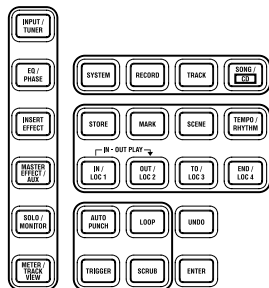 INPUT /
TUNER
EQ /
PHASE
SYSTEM
RECORD
TRACK
SONG /
CD
INSERT
EFFECT
STORE
MARK
SCENE
TEMPO /
RHYTHM
IN - OUT PLAY
MASTER
EFFECT /
AUX
IN /
LOC 1
OUT /
LOC 2
TO /
LOC 3
END /
LOC 4
SOLO /
MONITOR
AUTO
PUNCH
LOOP
UNDO
METER /
TRACK
VIEW
TRIGGER
SCRUB
ENTER